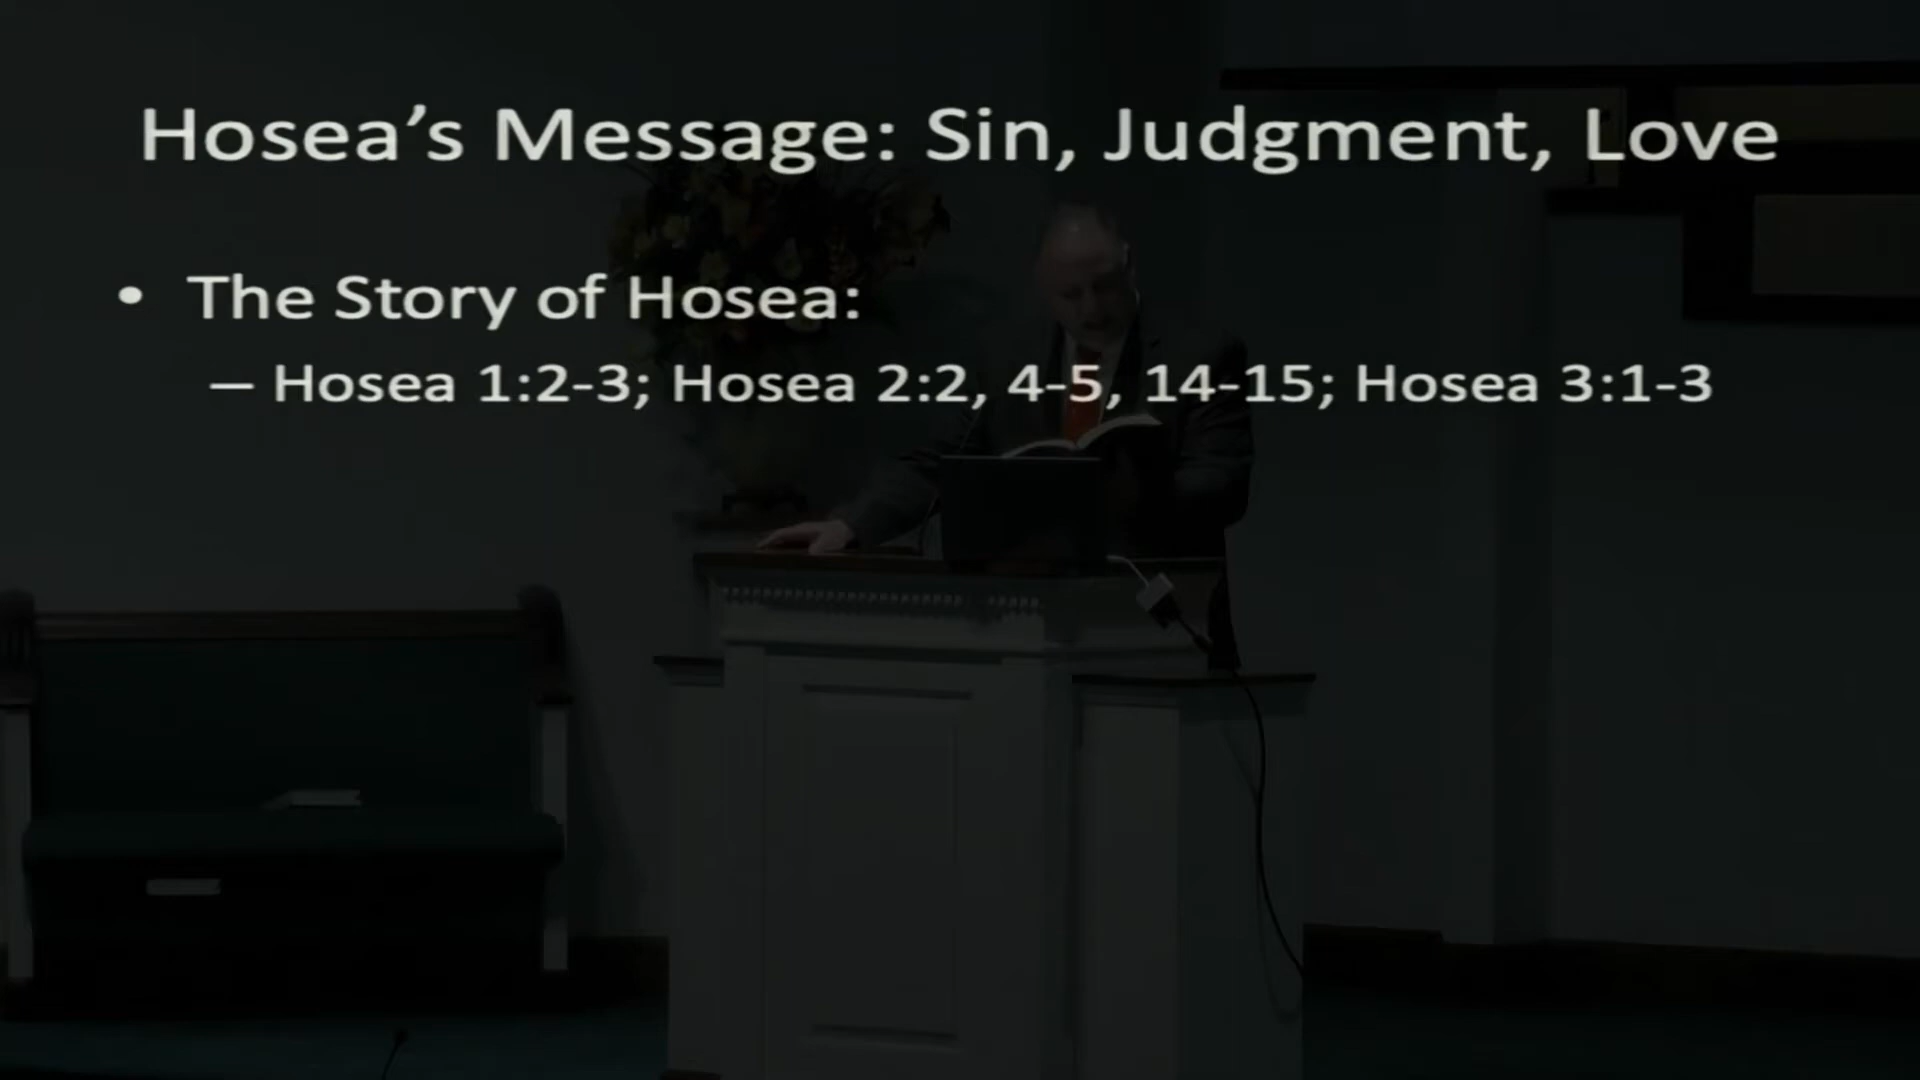 Hosea’s Message: Sin, Judgment, Love
• The Story of Hosea:
– Hosea 1:2-3; Hosea 2:2, 4-5, 14-15; Hosea 3:1-3